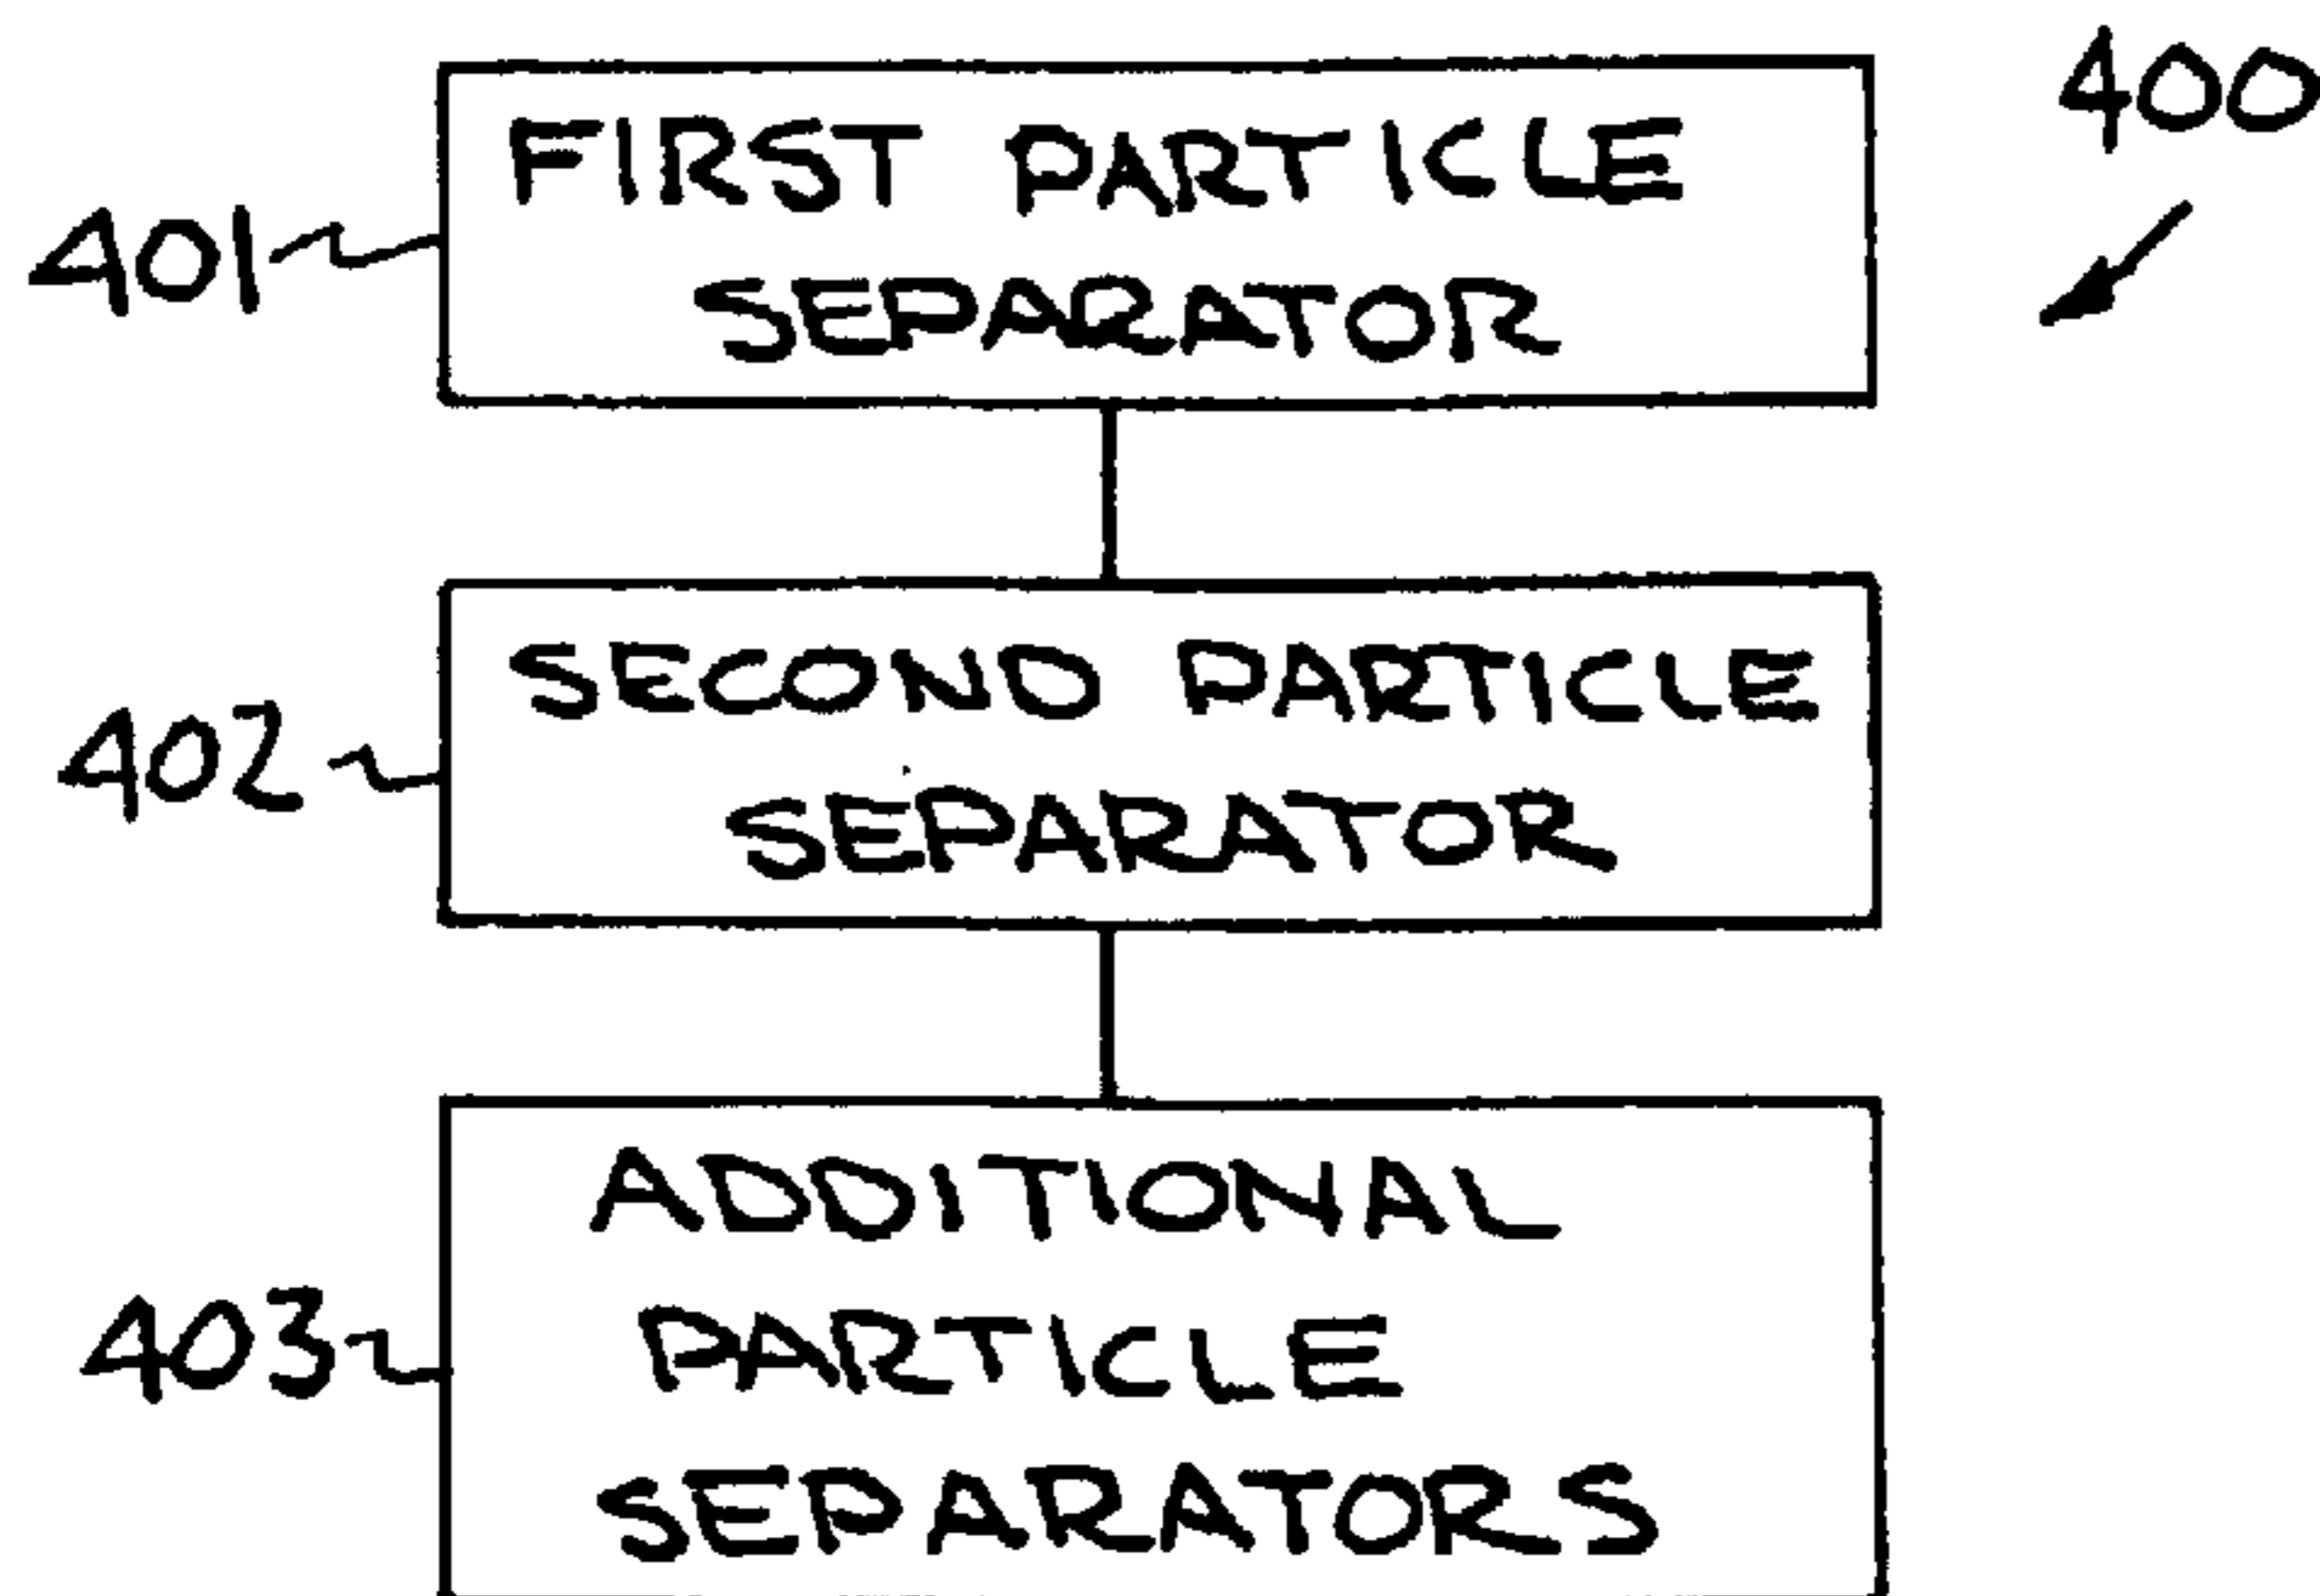 400
401
FIRST PARTICLE
SEPARATOR
402
SECOND PARTICLE
SEPARATOR
403
ADDITIONAL
PARTICLE
SEPARATORS